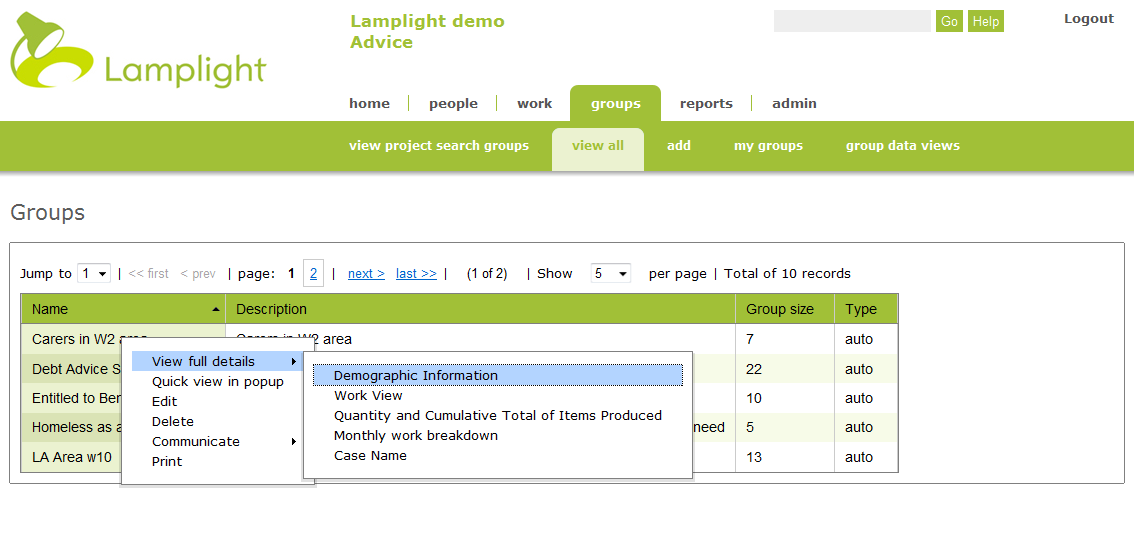 Lamplight
Lamplight demo
Advice
Go Help
Logout
home people work groups reports admin
view project search groups view all add my groups group data views
Groups
Jump to 1 | << first < prev | page: 1 2 | next > last >> | (1 of 2) | Show 5 per page | Total of 10 records
Name Description Group size Type
Carers in W2 area Carers in W2 area 7 auto
Debt Advice S 22 auto
Entitled to Ben 10 auto
Homeless as a need 5 auto
LA Area w10 13 auto
View full details
Quick view in popup
Edit
Delete
Communicate
Print
Demographic Information
Work View
Quantity and Cumulative Total of Items Produced
Monthly work breakdown
Case Name